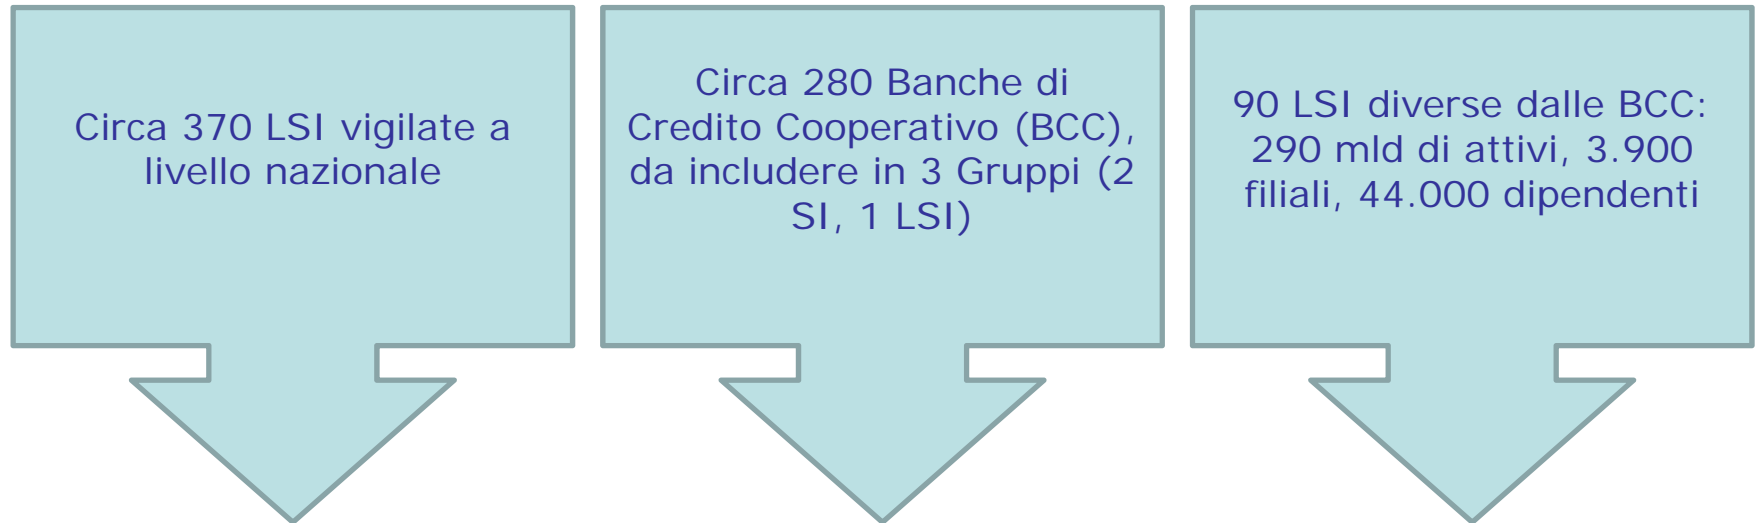 Circa 370 LSI vigilate a
livello nazionale
Circa 280 Banche di
Credito Cooperativo (BCC),
da includere in 3 Gruppi (2
SI, 1 LSI)
90 LSI diverse dalle BCC:
290 mld di attivi, 3.900
filiali, 44.000 dipendenti